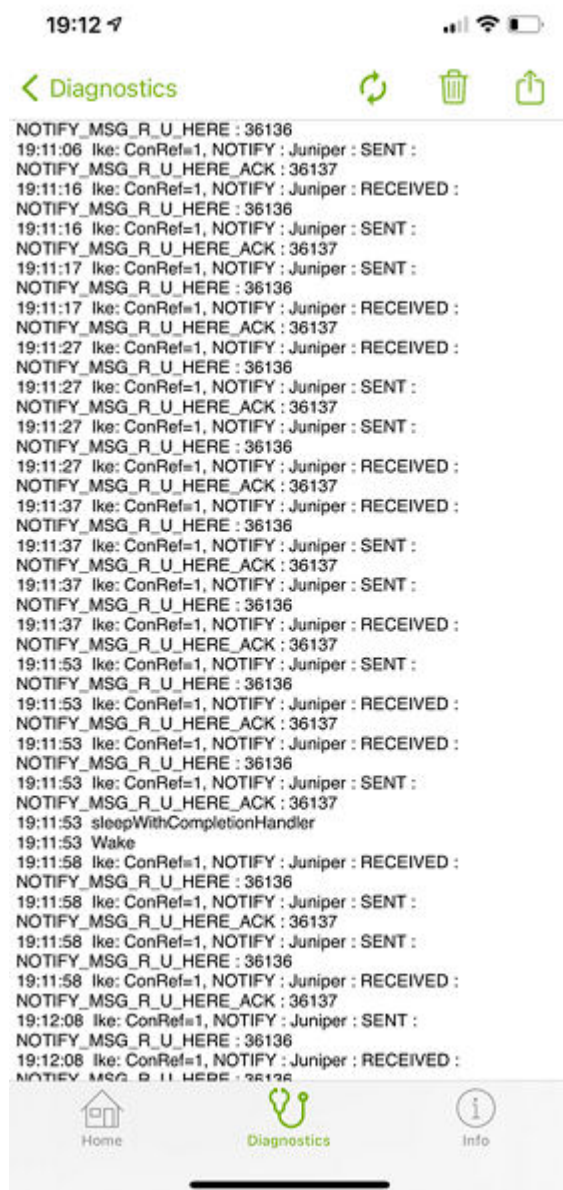 19:12
Diagnostics
NOTIFY_MSG_R_U_HERE : 36136
19:11:06 Ike: ConRef=1, NOTIFY : Juniper : SENT :
NOTIFY_MSG_R_U_HERE_ACK : 36137
19:11:16 Ike: ConRef=1, NOTIFY : Juniper : RECEIVED :
NOTIFY_MSG_R_U_HERE : 36136
19:11:16 Ike: ConRef=1, NOTIFY : Juniper : SENT :
NOTIFY_MSG_R_U_HERE_ACK : 36137
19:11:17 Ike: ConRef=1, NOTIFY : Juniper : SENT :
NOTIFY_MSG_R_U_HERE : 36136
19:11:17 Ike: ConRef=1, NOTIFY : Juniper : RECEIVED :
NOTIFY_MSG_R_U_HERE_ACK : 36137
19:11:27 Ike: ConRef=1, NOTIFY : Juniper : RECEIVED :
NOTIFY_MSG_R_U_HERE : 36136
19:11:27 Ike: ConRef=1, NOTIFY : Juniper : SENT :
NOTIFY_MSG_R_U_HERE_ACK : 36137
19:11:27 Ike: ConRef=1, NOTIFY : Juniper : SENT :
NOTIFY_MSG_R_U_HERE : 36136
19:11:27 Ike: ConRef=1, NOTIFY : Juniper : RECEIVED :
NOTIFY_MSG_R_U_HERE_ACK : 36137
19:11:37 Ike: ConRef=1, NOTIFY : Juniper : RECEIVED :
NOTIFY_MSG_R_U_HERE : 36136
19:11:37 Ike: ConRef=1, NOTIFY : Juniper : SENT :
NOTIFY_MSG_R_U_HERE_ACK : 36137
19:11:37 Ike: ConRef=1, NOTIFY : Juniper : SENT :
NOTIFY_MSG_R_U_HERE : 36136
19:11:37 Ike: ConRef=1, NOTIFY : Juniper : RECEIVED :
NOTIFY_MSG_R_U_HERE_ACK : 36137
19:11:53 Ike: ConRef=1, NOTIFY : Juniper : SENT :
NOTIFY_MSG_R_U_HERE : 36136
19:11:53 Ike: ConRef=1, NOTIFY : Juniper : RECEIVED :
NOTIFY_MSG_R_U_HERE_ACK : 36137
19:11:53 Ike: ConRef=1, NOTIFY : Juniper : RECEIVED :
NOTIFY_MSG_R_U_HERE : 36136
19:11:53 Ike: ConRef=1, NOTIFY : Juniper : SENT :
NOTIFY_MSG_R_U_HERE_ACK : 36137
19:11:53 sleepWithCompletionHandler
19:11:53 Wake
19:11:58 Ike: ConRef=1, NOTIFY : Juniper : RECEIVED :
NOTIFY_MSG_R_U_HERE : 36136
19:11:58 Ike: ConRef=1, NOTIFY : Juniper : SENT :
NOTIFY_MSG_R_U_HERE_ACK : 36137
19:11:58 Ike: ConRef=1, NOTIFY : Juniper : SENT :
NOTIFY_MSG_R_U_HERE : 36136
19:11:58 Ike: ConRef=1, NOTIFY : Juniper : RECEIVED :
NOTIFY_MSG_R_U_HERE_ACK : 36137
19:12:08 Ike: ConRef=1, NOTIFY : Juniper : SENT :
NOTIFY_MSG_R_U_HERE : 36136
19:12:08 Ike: ConRef=1, NOTIFY : Juniper : RECEIVED :
NOTIFY_MSG_R_U_HERE : 36136
Home Diagnostics Info